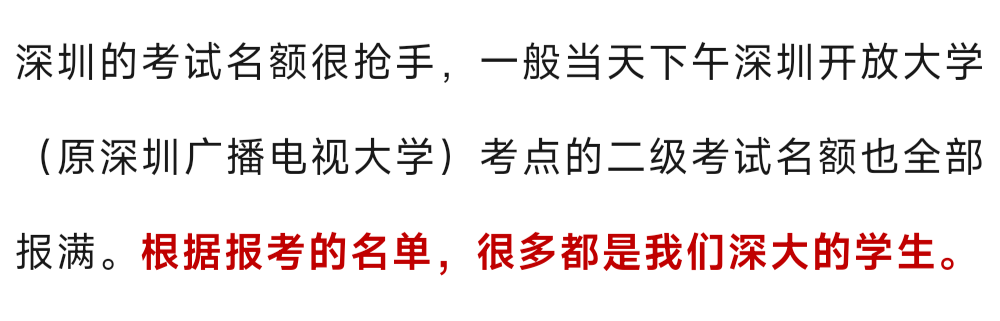 深圳的考试名额很抢手，一般当天下午深圳开放大学
（原深圳广播电视大学）考点的二级考试名额也全部
报满。根据报考的名单，很多都是我们深大的学生。